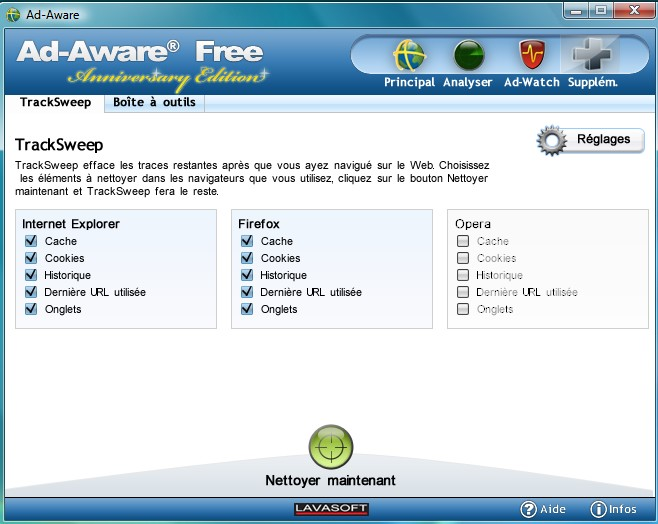 Ad-Aware
Ad-Aware® Free
Anniversary Edition
Principal Analyser Ad-Watch Supplém.
TrackSweep Boîte à outils
TrackSweep
Réglages
TrackSweep efface les traces restantes après que vous ayez navigué sur le Web. Choisissez
les éléments à nettoyer dans les navigateurs que vous utilizez, cliquez sur le bouton Nettoyer
maintenant et TrackSweep fera le reste.
Internet Explorer
Cache
Cookies
Historique
Dernière URL utilisée
Onglets
Firefox
Cache
Cookies
Historique
Dernière URL utilisée
Onglets
Opera
Cache
Cookies
Historique
Dernière URL utilisée
Onglets
Nettoyer maintenant
LAVASOFT
? Aide
i Infos